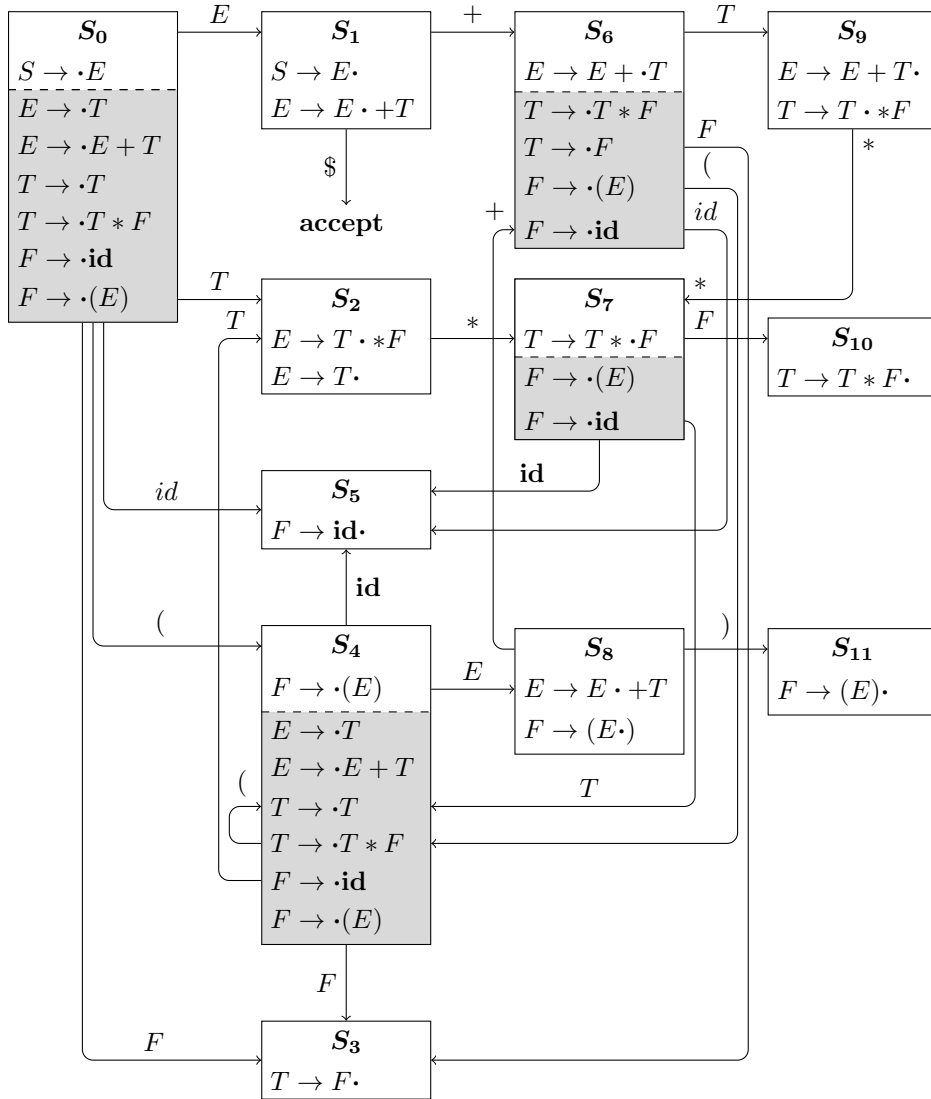 S₀
S → ·E
E → ·T
E → ·E + T
T → ·T
T → ·T * F
F → ·id
F → ·(E)
E
S₁
S → E·
E → E · +T
$
accept
+
S₆
E → E + ·T
T → ·T * F
T → ·F
F → ·(E)
F → ·id
T
S₉
E → E + T·
T → T · *F
F
(
id
*
+
T
T
S₂
E → T · *F
E → T·
*
S₇
T → T * ·F
F → ·(E)
F → ·id
*
F
S₁₀
T → T * F·
id
S₅
F → id·
id
id
(
S₄
F → ·(E)
E → ·T
E → ·E + T
T → ·T
T → ·T * F
F → ·id
F → ·(E)
(
E
S₈
E → E · +T
F → (E·)
)
S₁₁
F → (E)·
T
F
F
S₃
T → F·